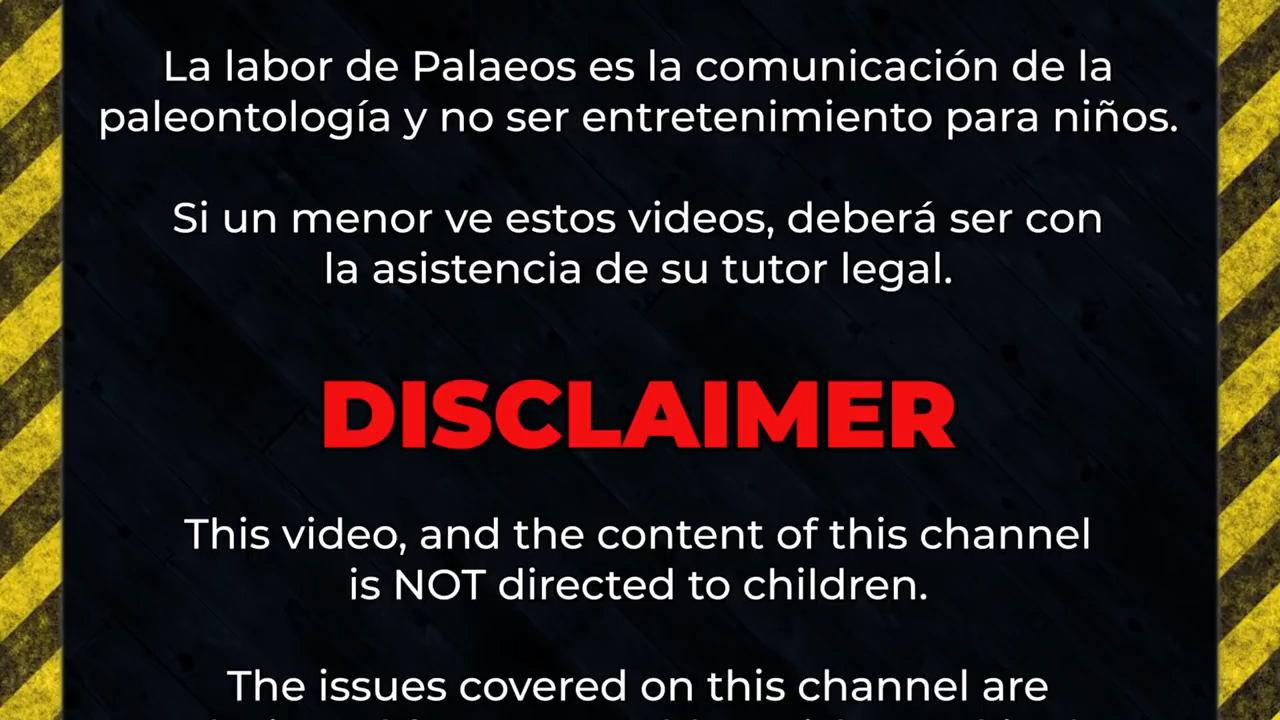 La labor de Palaeos es la comunicación de la
paleontología y no ser entretenimiento para niños.
Si un menor ve estos videos, deberá ser con
la asistencia de su tutor legal.
DISCLAIMER
This video, and the content of this channel
is NOT directed to children.
The issues covered on this channel are